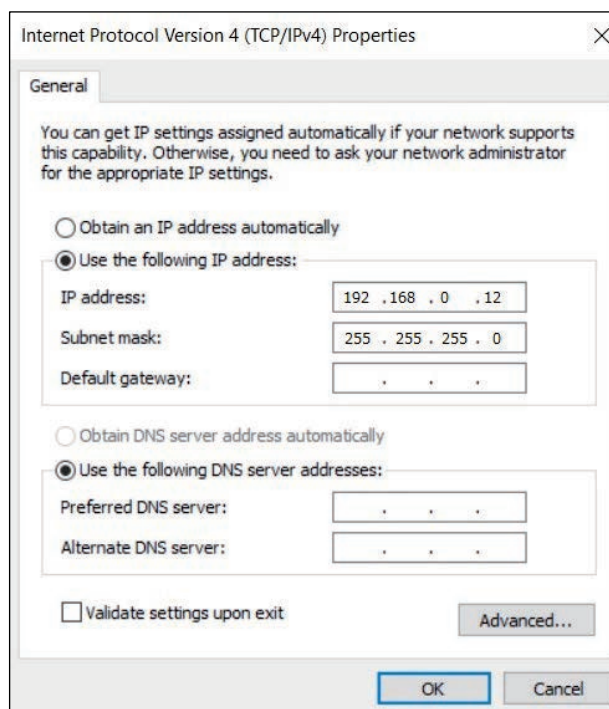 Internet Protocol Version 4 (TCP/IPv4) Properties
General
You can get IP settings assigned automatically if your network supports
this capability. Otherwise, you need to ask your network administrator
for the appropriate IP settings.
Obtain an IP address automatically
Use the following IP address:
IP address: 192 .168 . 0 .12
Subnet mask: 255 . 255 . 255 . 0
Default gateway: . . .
Obtain DNS server address automatically
Use the following DNS server addresses:
Preferred DNS server: . . .
Alternate DNS server: . . .
Validate settings upon exit
Advanced...
OK Cancel